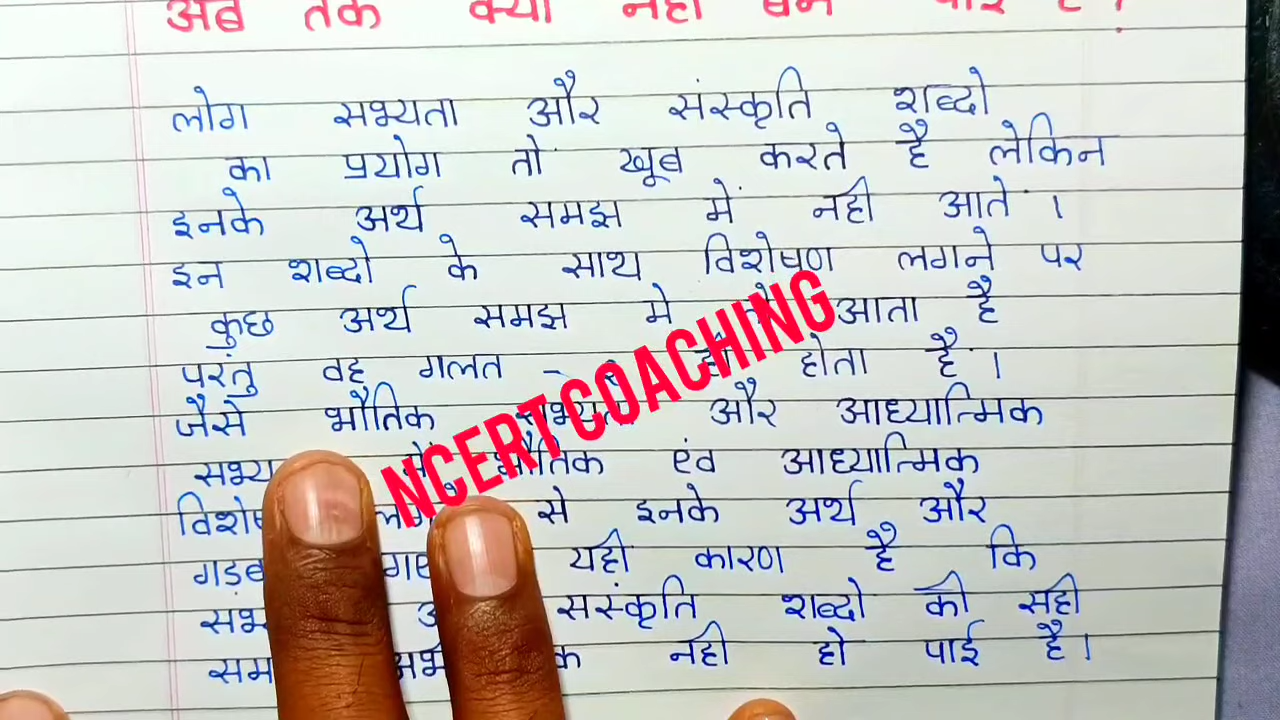 अब तक क्यों नहीं बन पाई है?
लोग सभ्यता और संस्कृति शब्दो
का प्रयोग तो खूब करते है लेकिन
इनके अर्थ समझ में नही आते ।
इन शब्दो के साथ विशेषण लगने पर
कुछ अर्थ समझ मे आता है
परंतु वह गलत - होता है ।
जैसे भौतिक और आध्यात्मिक
भौतिक एंव आध्यात्मिक
से इनके अर्थ और
यही कारण है कि
संस्कृति शब्दो की सही
नही हो पाई है।
NCERT COACHING